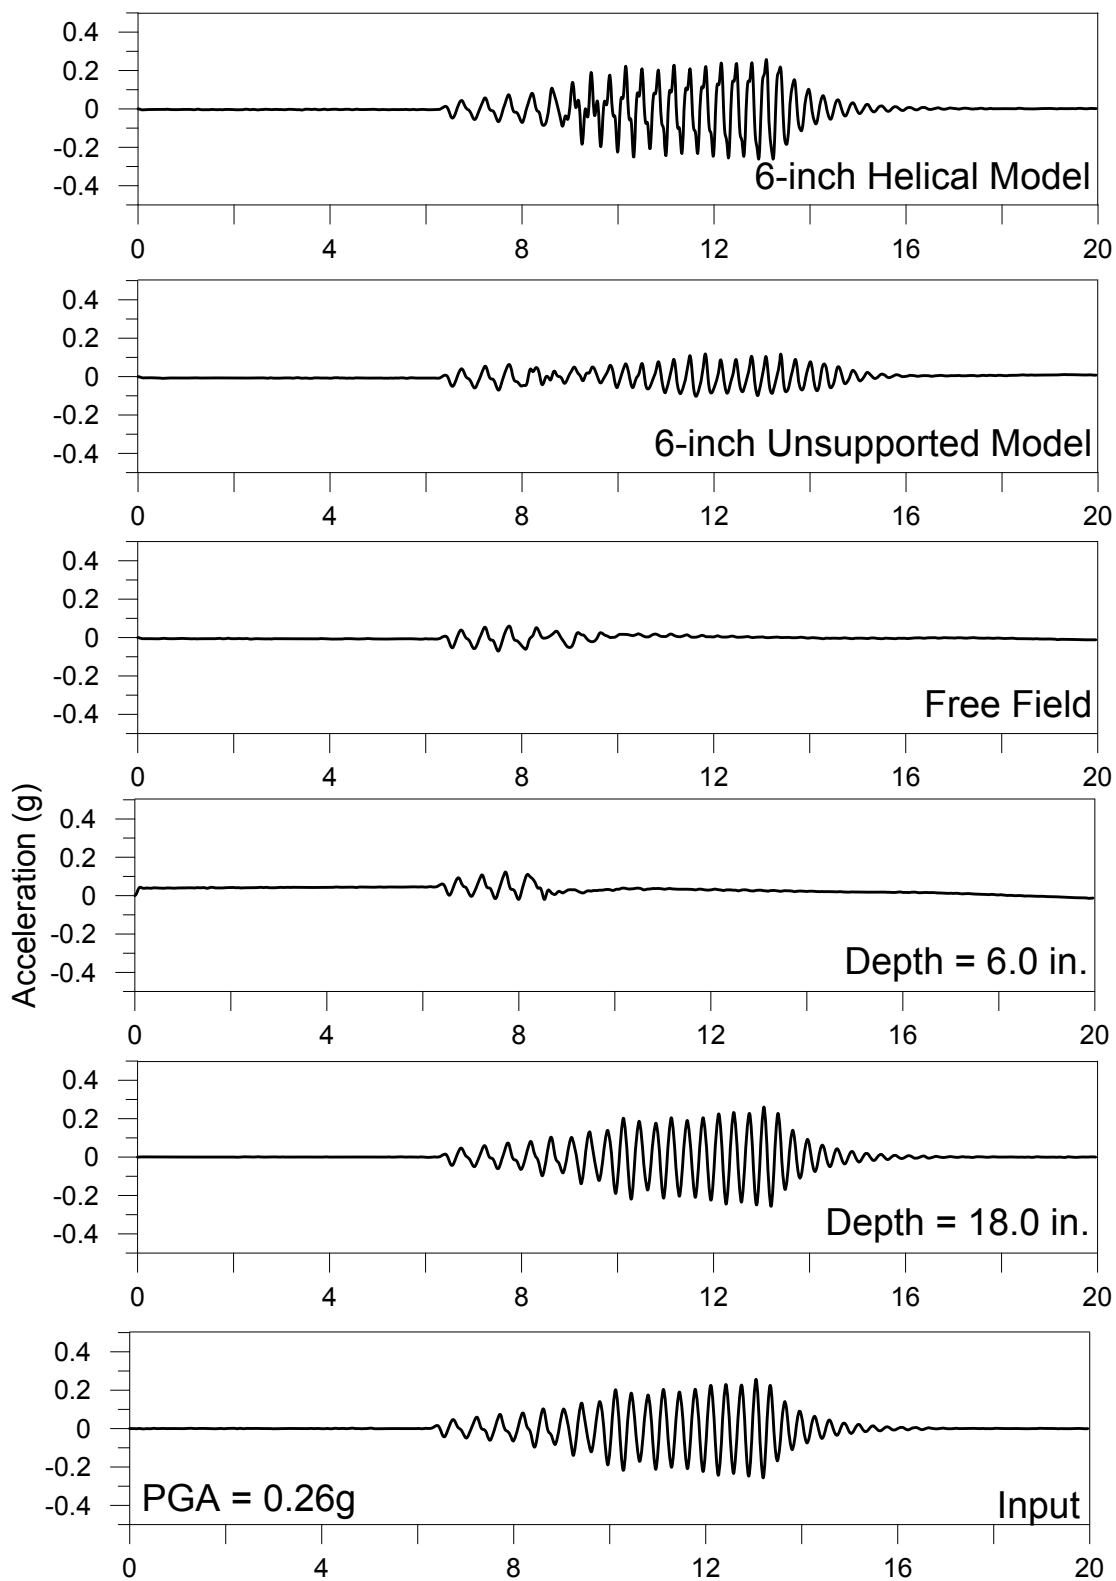 0.4
0.2
0
-0.2
-0.4
6-inch Helical Model
0 4 8 12 16 20
0.4
0.2
0
-0.2
-0.4
6-inch Unsupported Model
0 4 8 12 16 20
0.4
0.2
0
-0.2
-0.4
Free Field
0 4 8 12 16 20
Acceleration (g)
0.4
0.2
0
-0.2
-0.4
Depth = 6.0 in.
0 4 8 12 16 20
0.4
0.2
0
-0.2
-0.4
Depth = 18.0 in.
0 4 8 12 16 20
0.4
0.2
0
-0.2
-0.4
PGA = 0.26g
Input
0 4 8 12 16 20